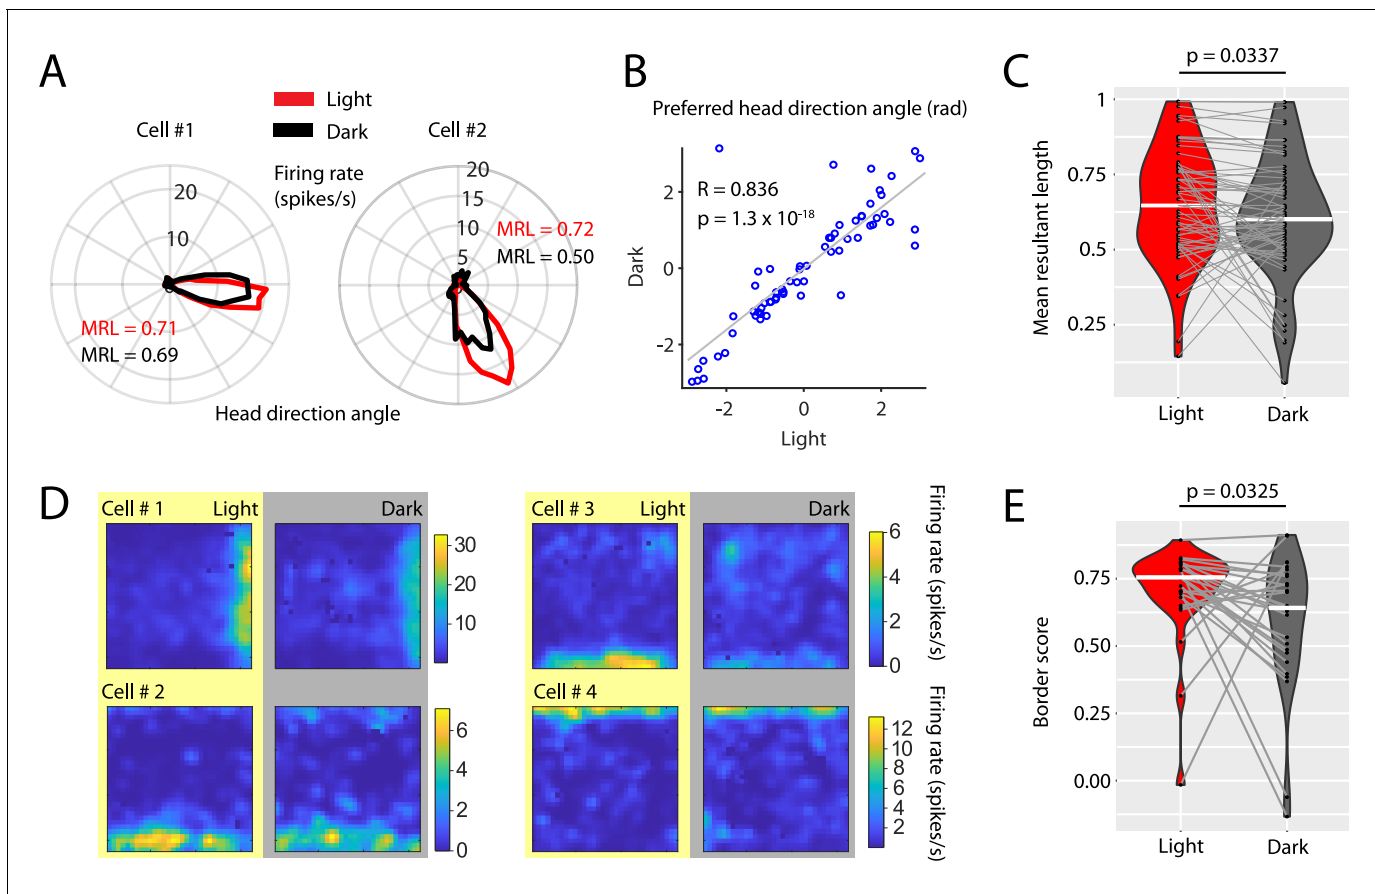 A
Light
Dark
Cell #1
Cell #2
Firing rate
(spikes/s)
20
10
0
20
15
10
5
0
MRL = 0.72
MRL = 0.50
MRL = 0.71
MRL = 0.69
Head direction angle
B
Preferred head direction angle (rad)
R = 0.836
p = 1.3 x 10⁻¹⁸
Dark
2
0
-2
-2
0
2
Light
C
p = 0.0337
Mean resultant length
1
0.75
0.5
0.25
Light
Dark
D
Cell # 1
Light
Dark
30
20
10
Cell # 2
6
4
2
0
Cell # 3
Light
Dark
Firing rate (spikes/s)
6
4
2
0
Cell # 4
Firing rate (spikes/s)
12
10
8
6
4
2
E
p = 0.0325
Border score
0.75
0.50
0.25
0.00
Light
Dark